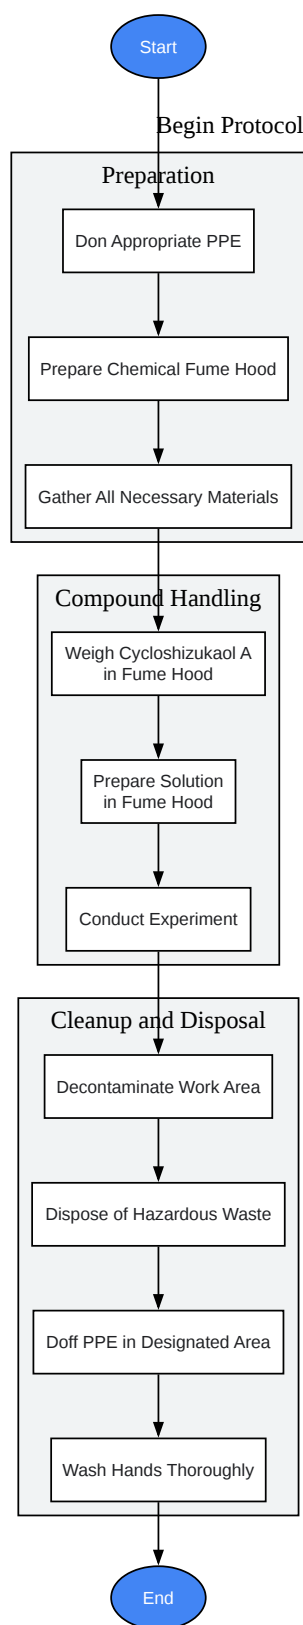 Start
Begin Protocol
Preparation
Don Appropriate PPE
Prepare Chemical Fume Hood
Gather All Necessary Materials
Compound Handling
Weigh Cycloshizukaol A
in Fume Hood
Prepare Solution
in Fume Hood
Conduct Experiment
Cleanup and Disposal
Decontaminate Work Area
Dispose of Hazardous Waste
Doff PPE in Designated Area
Wash Hands Thoroughly
End